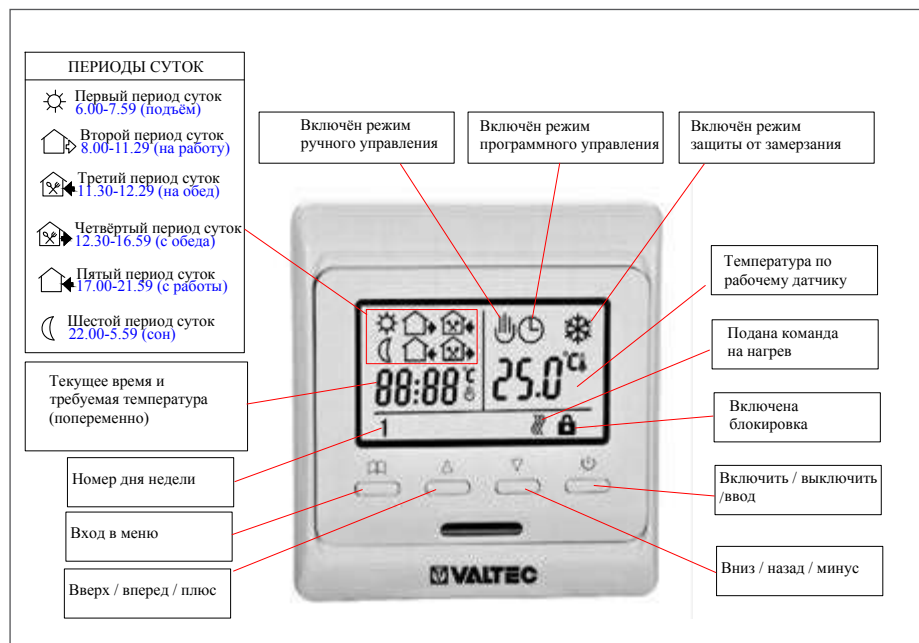 ПЕРИОДЫ СУТОК
Первый период суток
6.00-7.59 (подъём)
Второй период суток
8.00-11.29 (на работу)
Третий период суток
11.30-12.29 (на обед)
Четвёртый период суток
12.30-16.59 (с обеда)
Пятый период суток
17.00-21.59 (с работы)
Шестой период суток
22.00-5.59 (сон)
Включён режим
ручного управления
Включён режим
программного управления
Включён режим
защиты от замерзания
Температура по
рабочему датчику
Подана команда
на нагрев
Включена
блокировка
Включить / выключить
/ввод
Вниз / назад / минус
Текущее время и
требуемая температура
(попеременно)
Номер дня недели
Вход в меню
Вверх / вперед / плюс
88:88 °C
25.0 °C
1
VALTEC